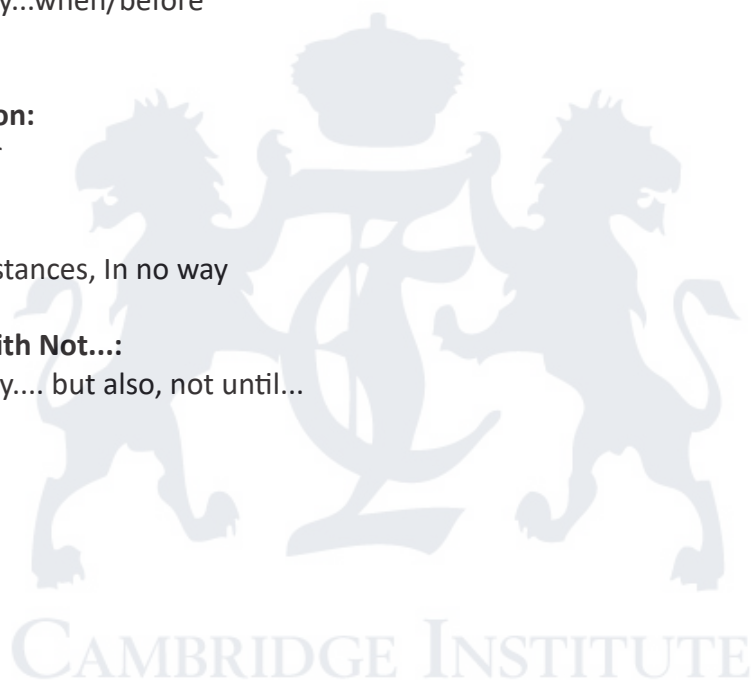 y...when/before
on:
stances, In no way
ith Not...:
y.... but also, not until...
CAMBRIDGE INSTITUTE